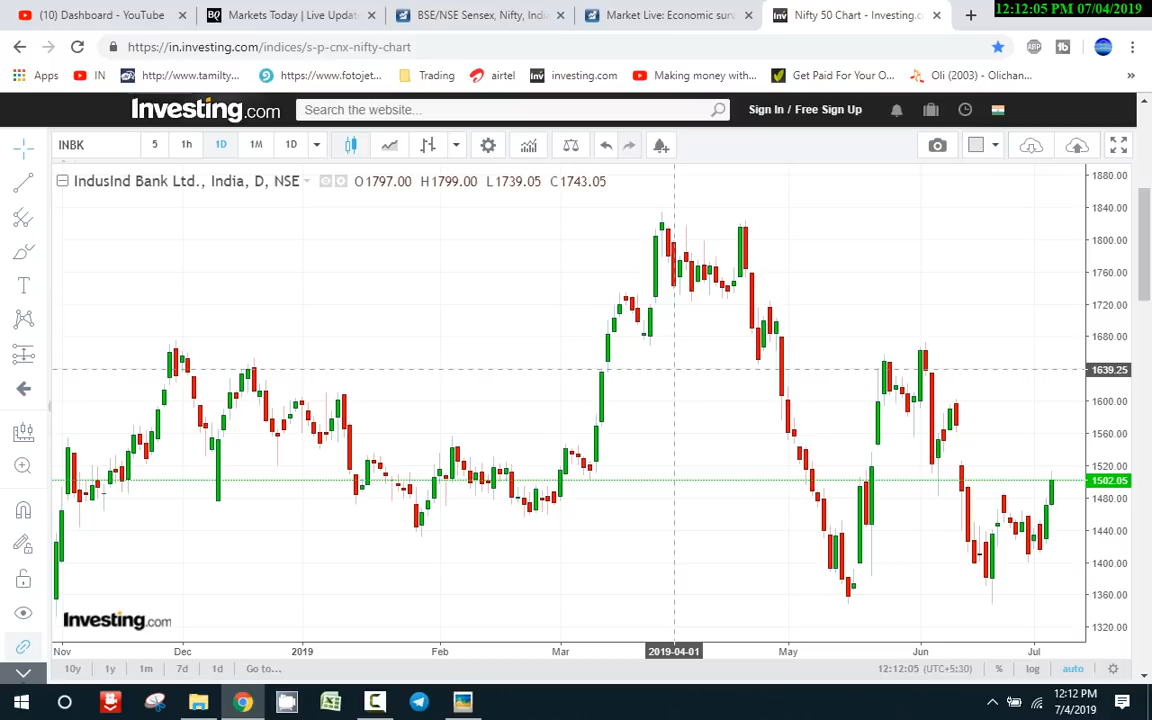 (10) Dashboard - YouTube
Markets Today | Live Updat
BSE/NSE Sensex, Nifty, Indi
Market Live: Economic surv
Nifty 50 Chart - Investing.c
12:12:05 PM 07/04/2019
https://in.investing.com/indices/s-p-cnx-nifty-chart
Apps
IN
http://www.tamilty...
https://www.fotojet...
Trading
airtel
investing.com
Making money with...
Get Paid For Your O...
Oli (2003) - Olichan...
Investing.com
Search the website...
Sign In / Free Sign Up
INBK
5
1h
1D
1M
1D
IndusInd Bank Ltd., India, D, NSE
O1797.00 H1799.00 L1739.05 C1743.05
1880.00
1840.00
1800.00
1760.00
1720.00
1680.00
1639.25
1600.00
1560.00
1520.00
1502.05
1480.00
1440.00
1400.00
1360.00
1320.00
Investing.com
Nov
Dec
2019
Feb
Mar
2019-04-01
May
Jun
Jul
10y
1y
1m
7d
1d
Go to...
12:12:05 (UTC+5:30)
%
log
auto
12:12 PM
7/4/2019